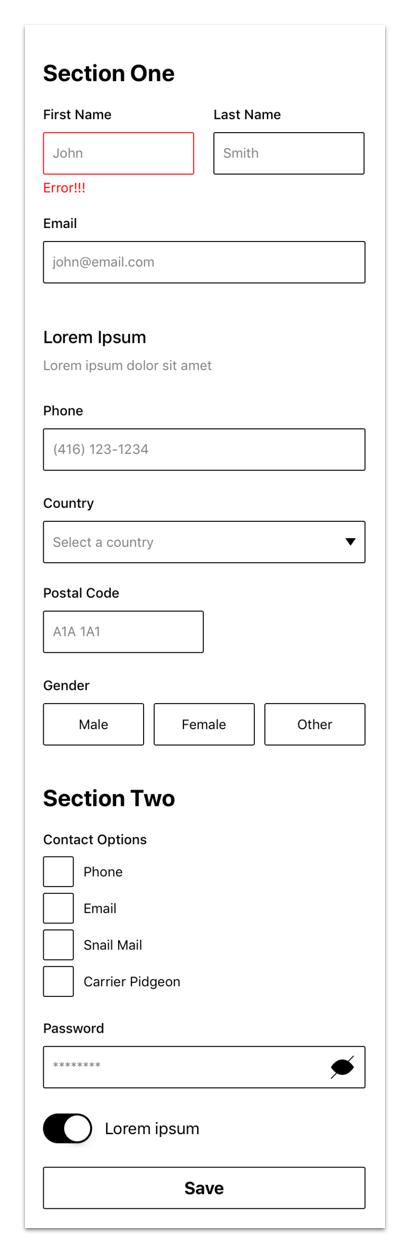 Section One
First Name Last Name
John Smith
Error!!!
Email
john@email.com
Lorem Ipsum
Lorem ipsum dolor sit amet
Phone
(416) 123-1234
Country
Select a country
Postal Code
A1A 1A1
Gender
Male Female Other
Section Two
Contact Options
Phone
Email
Snail Mail
Carrier Pidgeon
Password
********
Lorem ipsum
Save